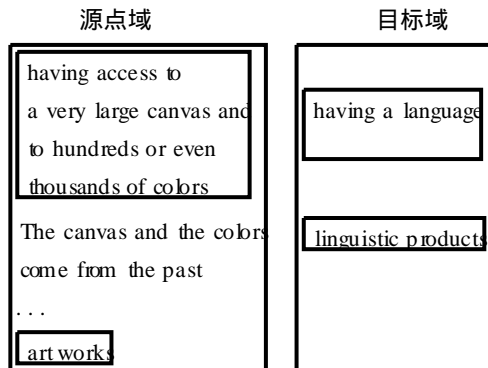 源点域
目标域
having access to
a very large canvas and
to hundreds or even
thousands of colors
The canvas and the colors
come from the past
...
art works
having a language
linguistic products